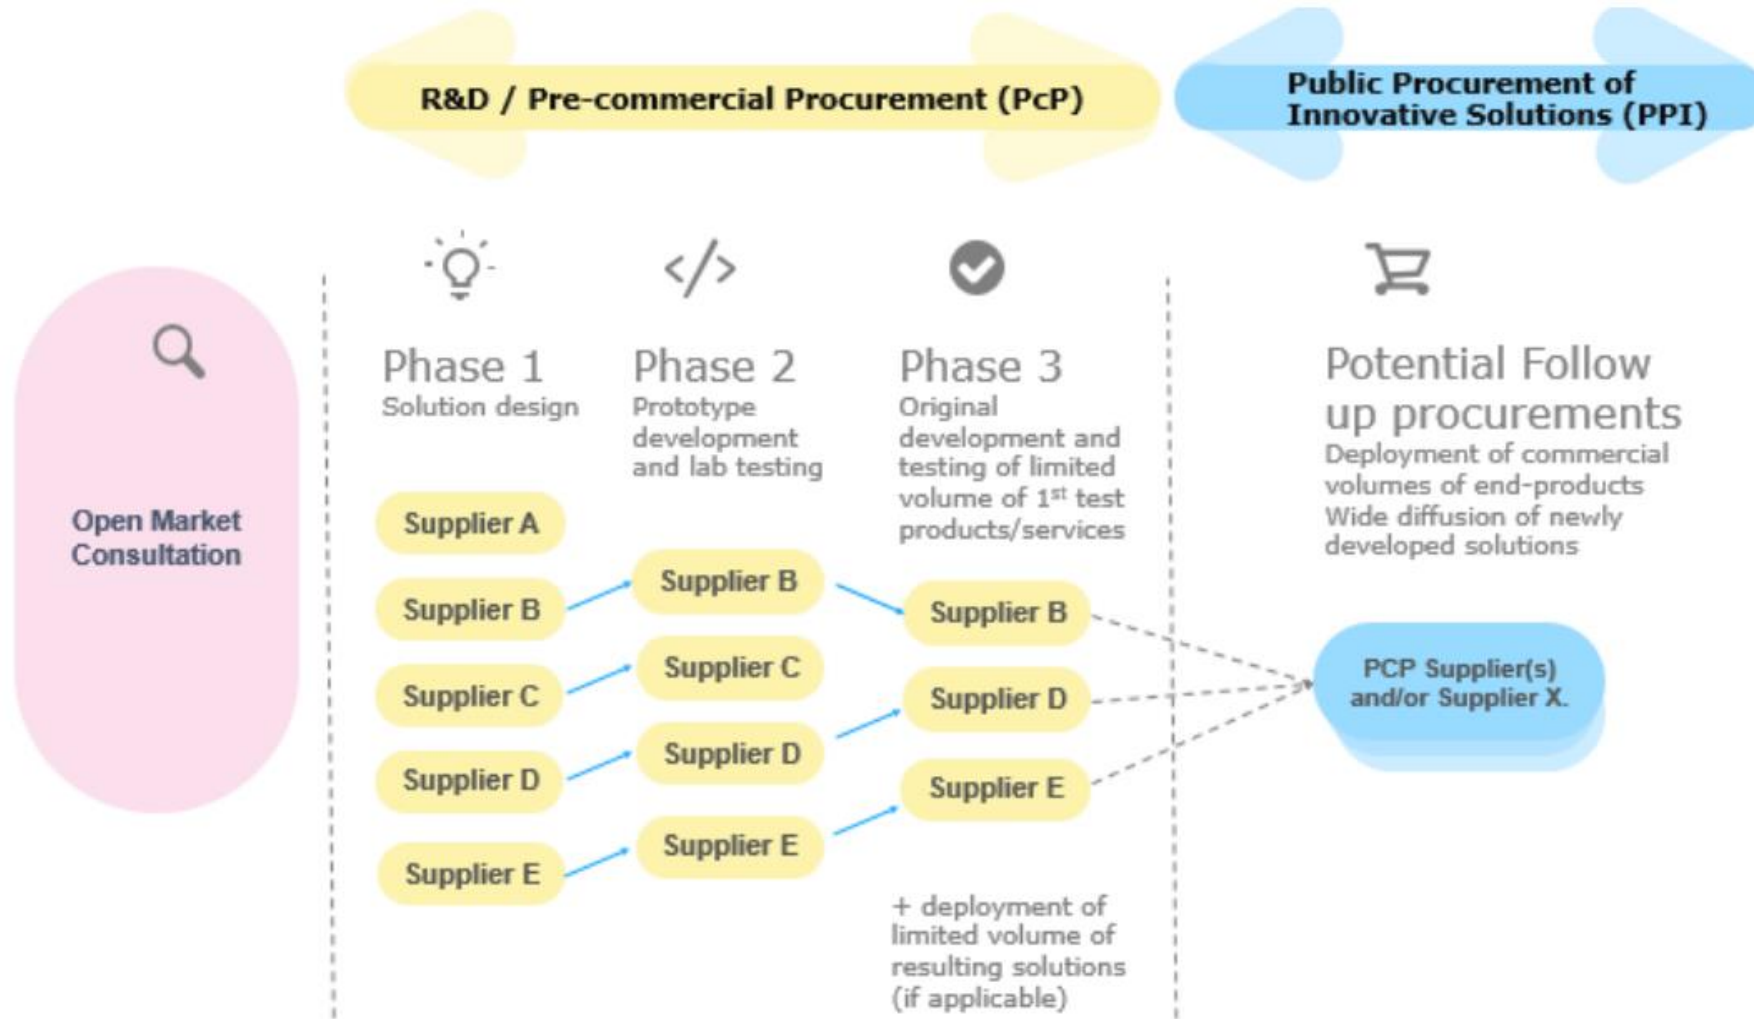 R&D / Pre-commercial Procurement (PcP)
Public Procurement of
Innovative Solutions (PPI)
Open Market
Consultation
Phase 1
Solution design
Supplier A
Supplier B
Supplier C
Supplier D
Supplier E
Phase 2
Prototype
development
and lab testing
Supplier B
Supplier C
Supplier D
Supplier E
Phase 3
Original
development and
testing of limited
volume of 1st test
products/services
Supplier B
Supplier D
Supplier E
+ deployment of
limited volume of
resulting solutions
(if applicable)
Potential Follow
up procurements
Deployment of commercial
volumes of end-products
Wide diffusion of newly
developed solutions
PCP Supplier(s)
and/or Supplier X.